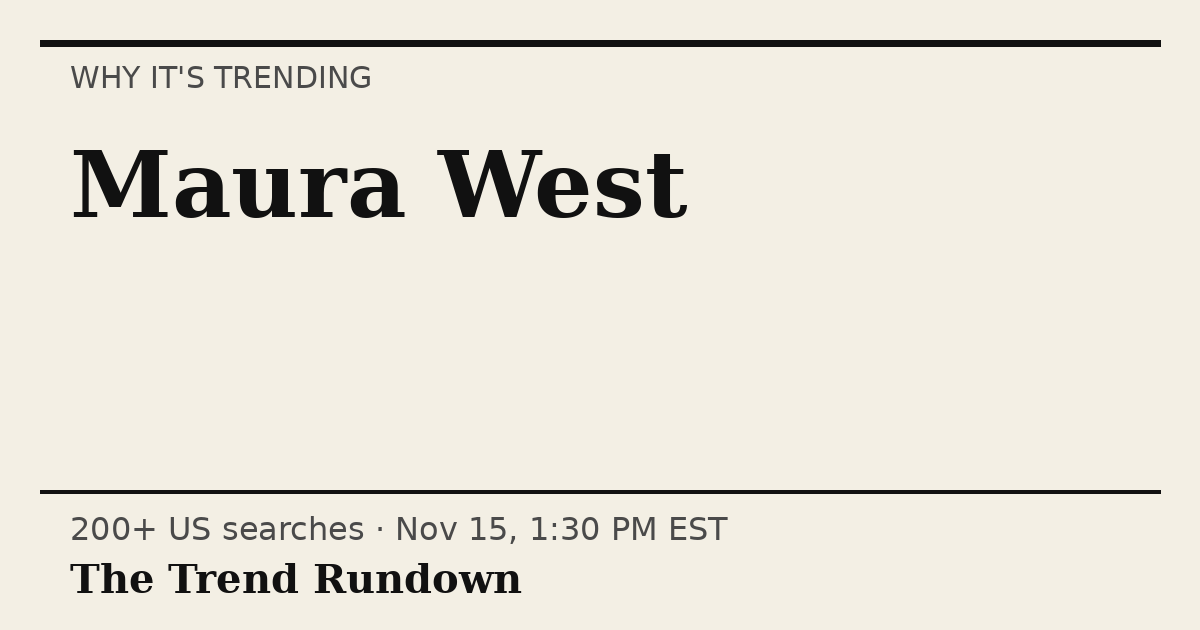 WHY IT'S TRENDING
Maura West
200+ US searches · Nov 15, 1:30 PM EST
The Trend Rundown